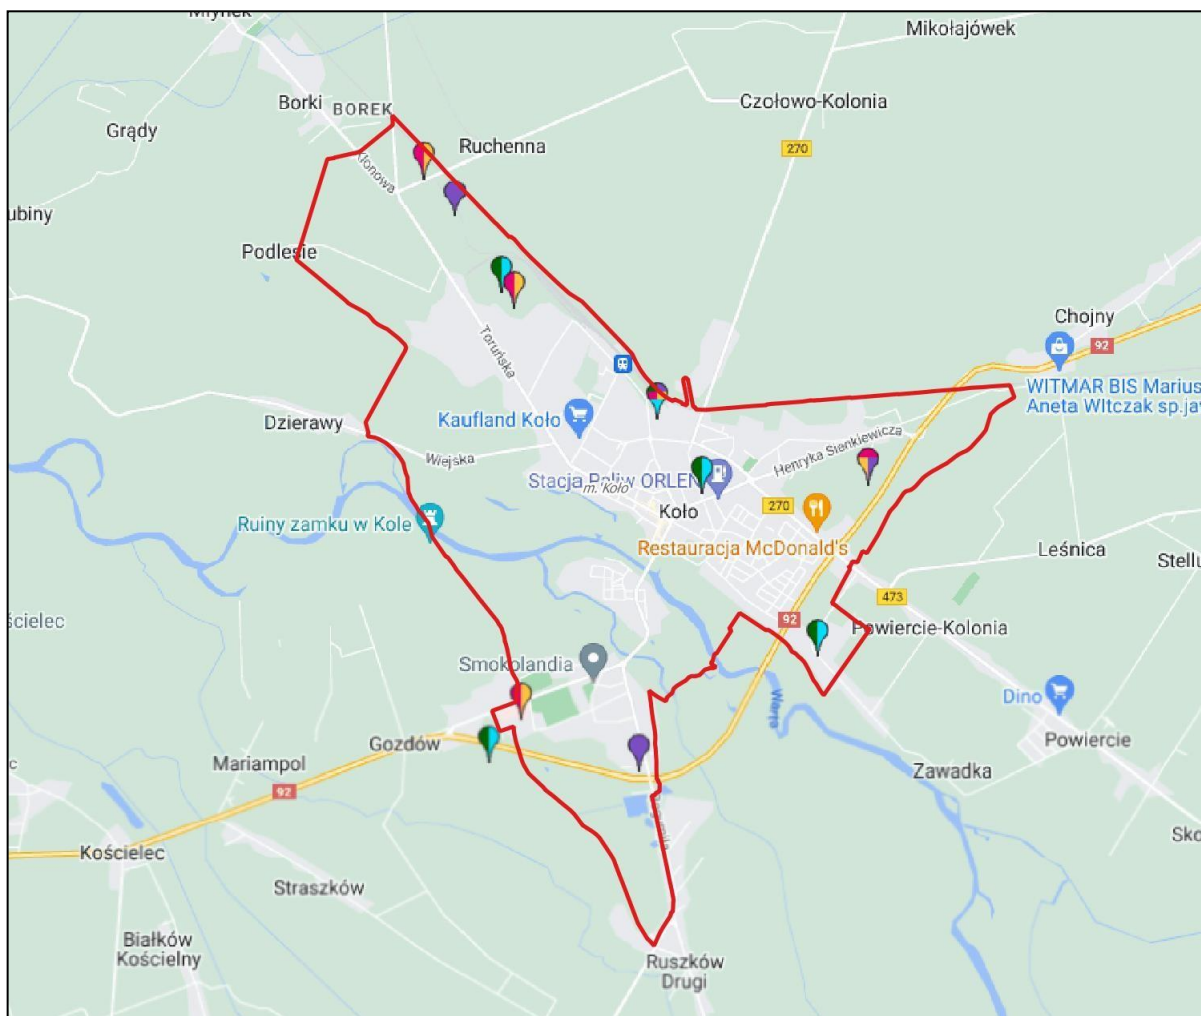 Młynek
Mikołajówek
Borki
BOREK
Czołowo-Kolonia
Grądy
Ruchenna
270
Klonowa
ubiny
Podlesie
Chojny
92
Toruńska
WITMAR BIS Marius
Aneta WItczak sp.jaw
Kaufland Koło
Dzierawy
Wiejska
Henryka Sienkiewicza
Stacja Paliw ORLEN
m. Koło
Koło
270
Ruiny zamku w Kole
Restauracja McDonald's
Leśnica
Stellu
473
ścielec
92
Powiercie-Kolonia
Smokolandia
Warta
Dino
Gozdów
Powiercie
Mariampol
Zawadka
c
92
Sko
Kościelec
Straszków
Białków
Kościelny
Ruszków
Drugi